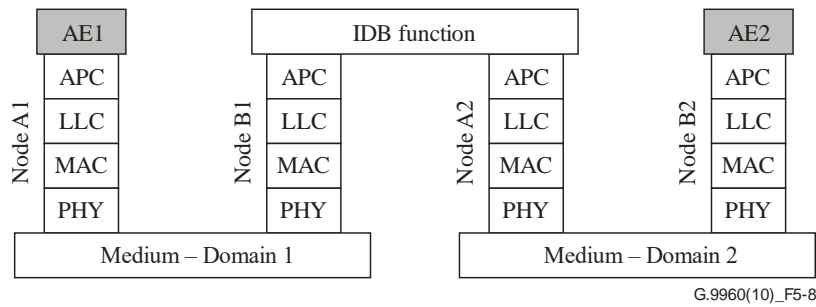 AE1 IDB function AE2
Node A1 Node B1 Node A2 Node B2
APC APC APC APC
LLC LLC LLC LLC
MAC MAC MAC MAC
PHY PHY PHY PHY
Medium – Domain 1 Medium – Domain 2
G.9960(10)_F5-8